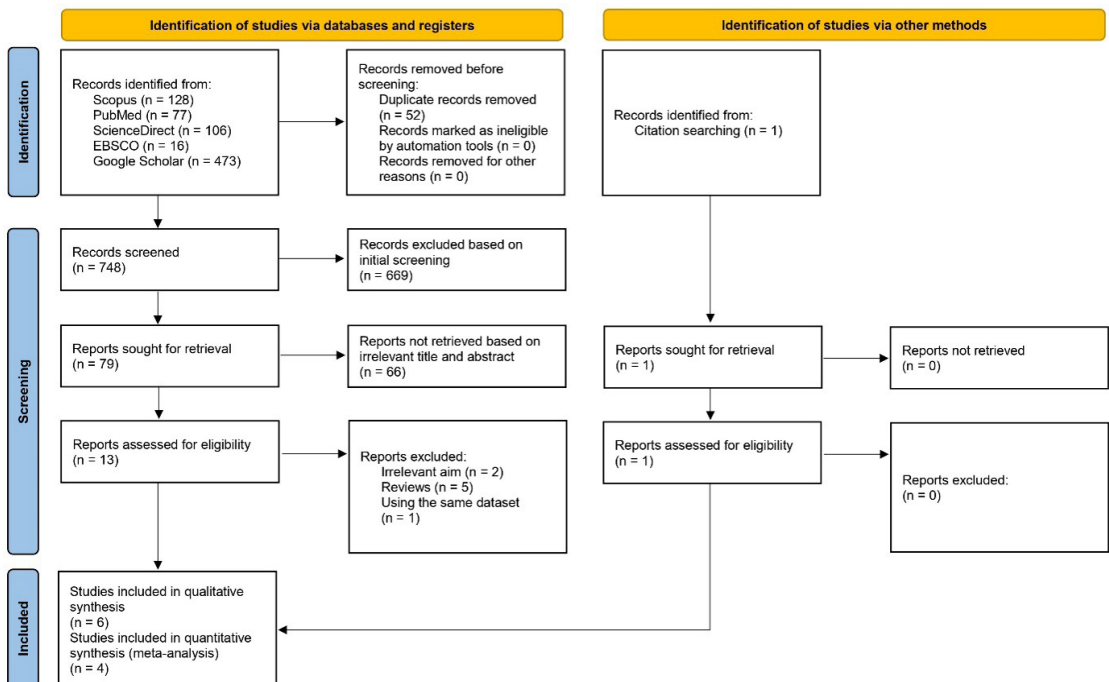 Identification of studies via databases and registers
Identification of studies via other methods
Identification
Records identified from:
Scopus (n = 128)
PubMed (n = 77)
ScienceDirect (n = 106)
EBSCO (n = 16)
Google Scholar (n = 473)
Records removed before
screening:
Duplicate records removed
(n = 52)
Records marked as ineligible
by automation tools (n = 0)
Records removed for other
reasons (n = 0)
Records identified from:
Citation searching (n = 1)
Screening
Records screened
(n = 748)
Records excluded based on
initial screening
(n = 669)
Reports sought for retrieval
(n = 79)
Reports not retrieved based on
irrelevant title and abstract
(n = 66)
Reports sought for retrieval
(n = 1)
Reports not retrieved
(n = 0)
Reports assessed for eligibility
(n = 13)
Reports excluded:
Irrelevant aim (n = 2)
Reviews (n = 5)
Using the same dataset
(n = 1)
Reports assessed for eligibility
(n = 1)
Reports excluded:
(n = 0)
Included
Studies included in qualitative
synthesis
(n = 6)
Studies included in quantitative
synthesis (meta-analysis)
(n = 4)